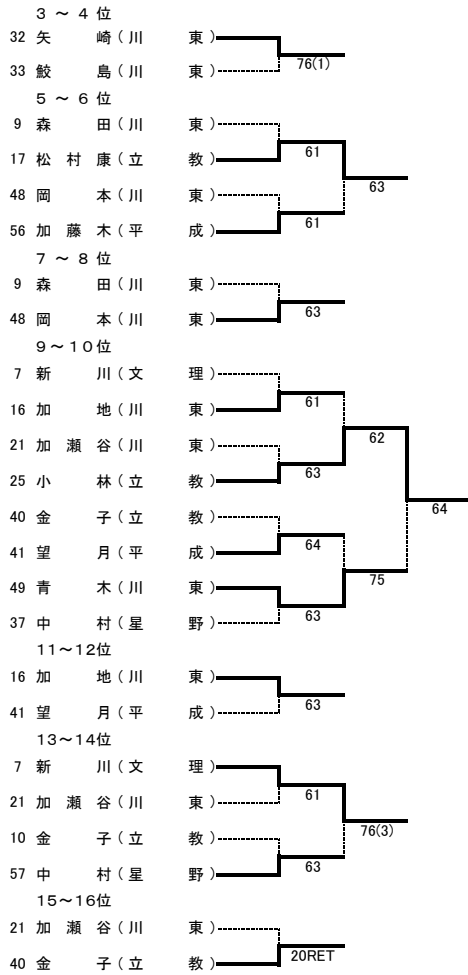 ３～４位
32 矢 崎（川 東）
76(1)
33 鮫 島（川 東）
５～６位
9 森 田（川 東）
61
17 松 村 康（立 教）
63
48 岡 本（川 東）
61
56 加 藤 木（平 成）
７～８位
9 森 田（川 東）
63
48 岡 本（川 東）
９～１０位
7 新 川（文 理）
61
16 加 地（川 東）
62
21 加 瀬 谷（川 東）
63
25 小 林（立 教）
64
40 金 子（立 教）
64
41 望 月（平 成）
75
49 青 木（川 東）
63
37 中 村（星 野）
11～12位
16 加 地（川 東）
63
41 望 月（平 成）
13～14位
7 新 川（文 理）
61
21 加 瀬 谷（川 東）
76(3)
10 金 子（立 教）
63
57 中 村（星 野）
15～16位
21 加 瀬 谷（川 東）
20RET
40 金 子（立 教）